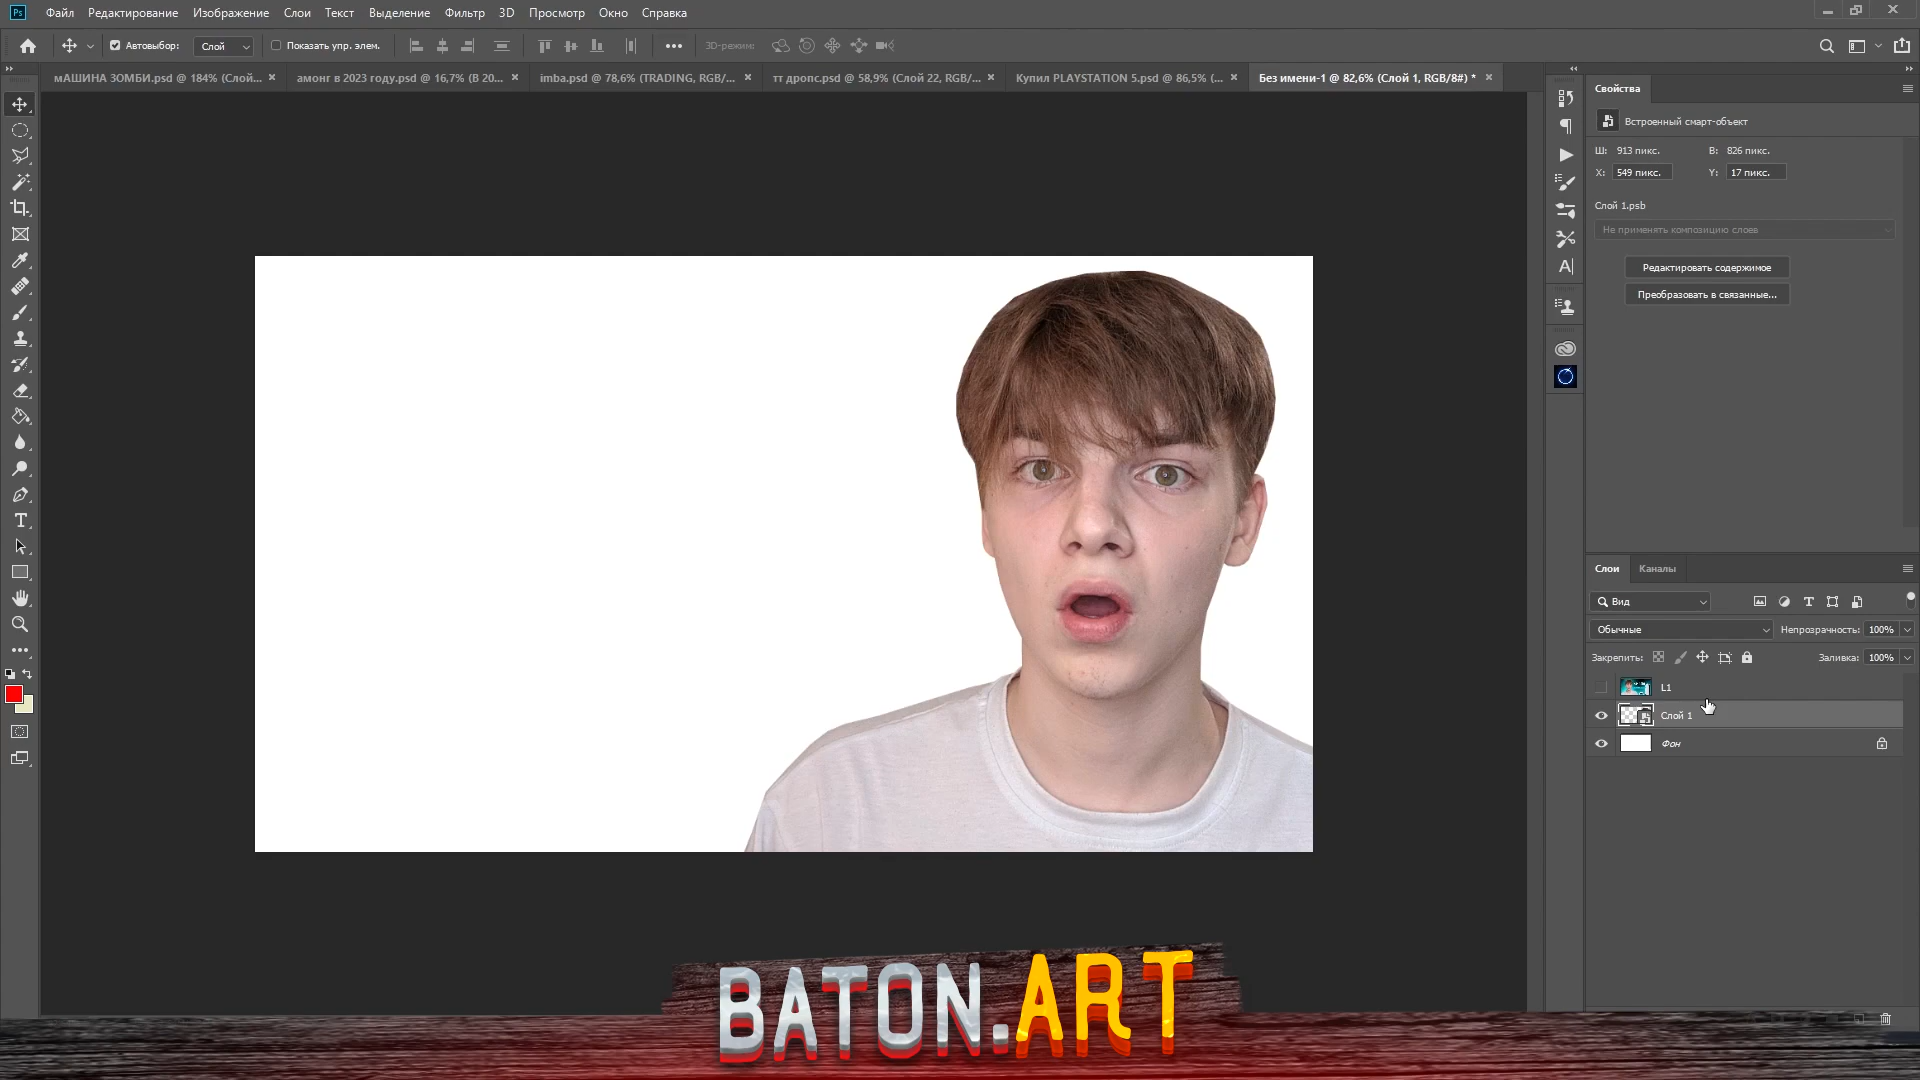 Ps Файл Редактирование Изображение Слои Текст Выделение Фильтр 3D Просмотр Окно Справка
Автовыбор: Слой Показать упр. элем. 3D-режим:
мАШИНА ЗОМБИ.psd @ 184% (Слой... × амонг в 2023 году.psd @ 16,7% (В 20... × imba.psd @ 78,6% (TRADING, RGB/... × тт дропс.psd @ 58,9% (Слой 22, RGB/... × Купил PLAYSTATION 5.psd @ 86,5% (... × Без имени-1 @ 82,6% (Слой 1, RGB/8#) * ×
Свойства
Встроенный смарт-объект
Ш: 913 пикс. В: 826 пикс.
X: 549 пикс. Y: 17 пикс.
Слой 1.psb
Не применять композицию слоев
Редактировать содержимое
Преобразовать в связанные...
Слои Каналы
Вид
Обычные Непрозрачность: 100%
Закрепить: Заливка: 100%
L1
Слой 1
Фон
BATON.ART